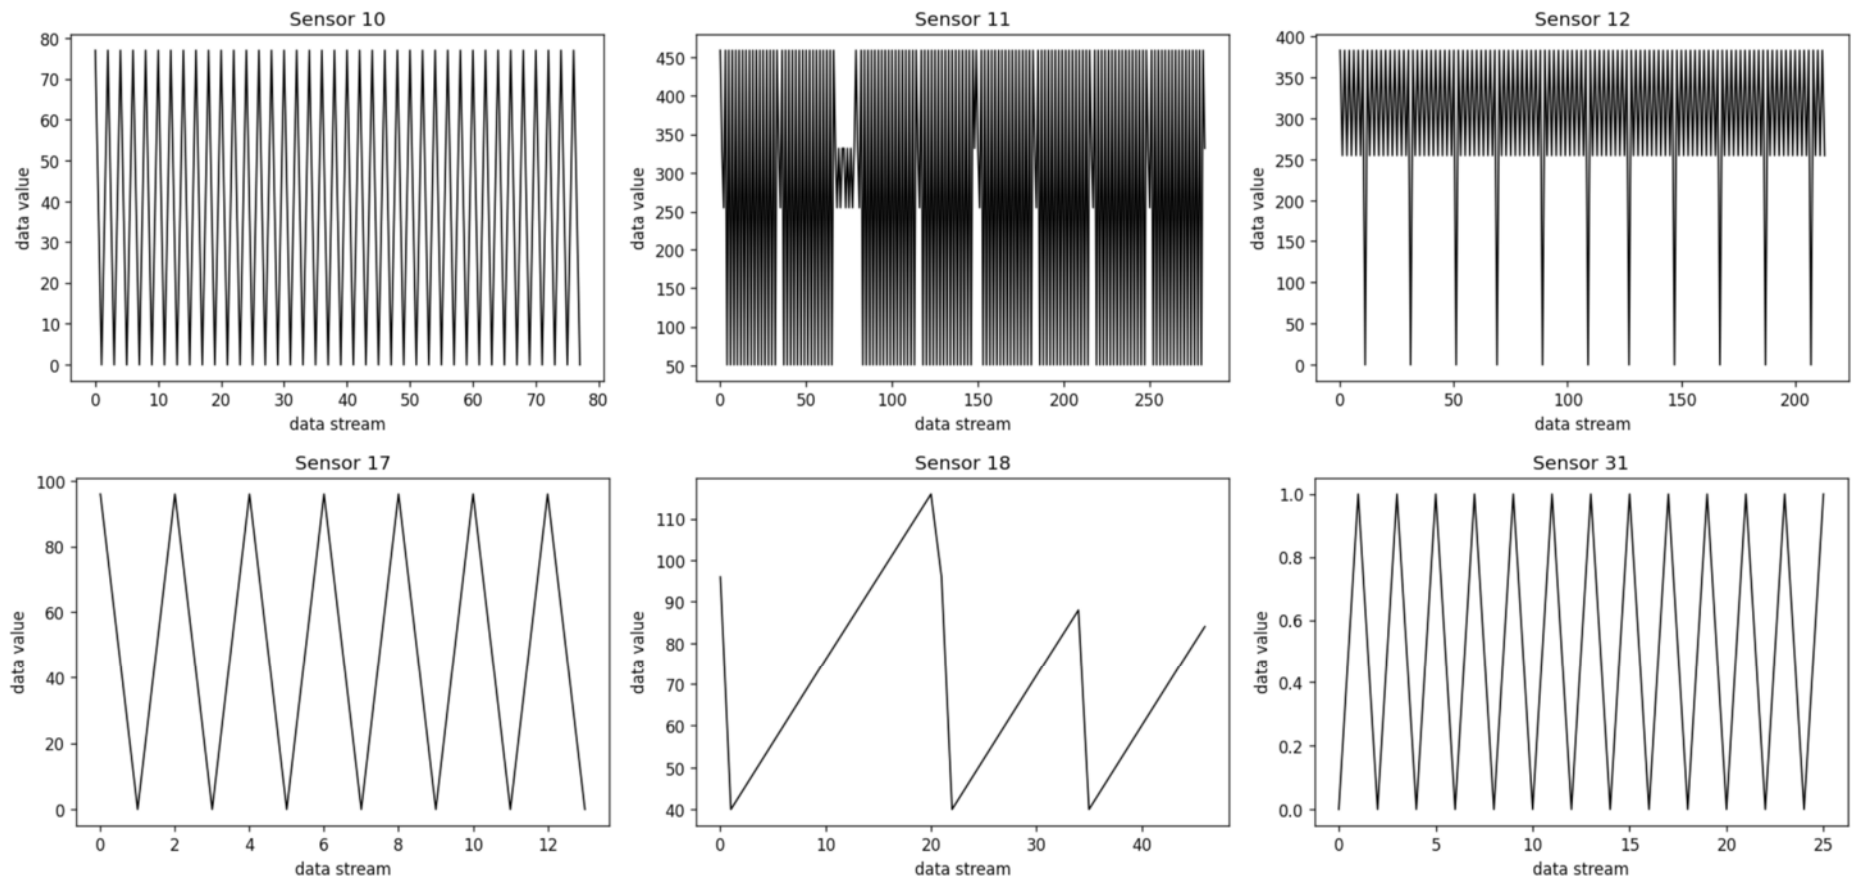 Sensor 10
80
70
60
50
40
30
20
10
0
data value
0 10 20 30 40 50 60 70 80
data stream
Sensor 11
450
400
350
300
250
200
150
100
50
data value
0 50 100 150 200 250
data stream
Sensor 12
400
350
300
250
200
150
100
50
0
data value
0 50 100 150 200
data stream
Sensor 17
100
80
60
40
20
0
data value
0 2 4 6 8 10 12
data stream
Sensor 18
110
100
90
80
70
60
50
40
data value
0 10 20 30 40
data stream
Sensor 31
1.0
0.8
0.6
0.4
0.2
0.0
data value
0 5 10 15 20 25
data stream